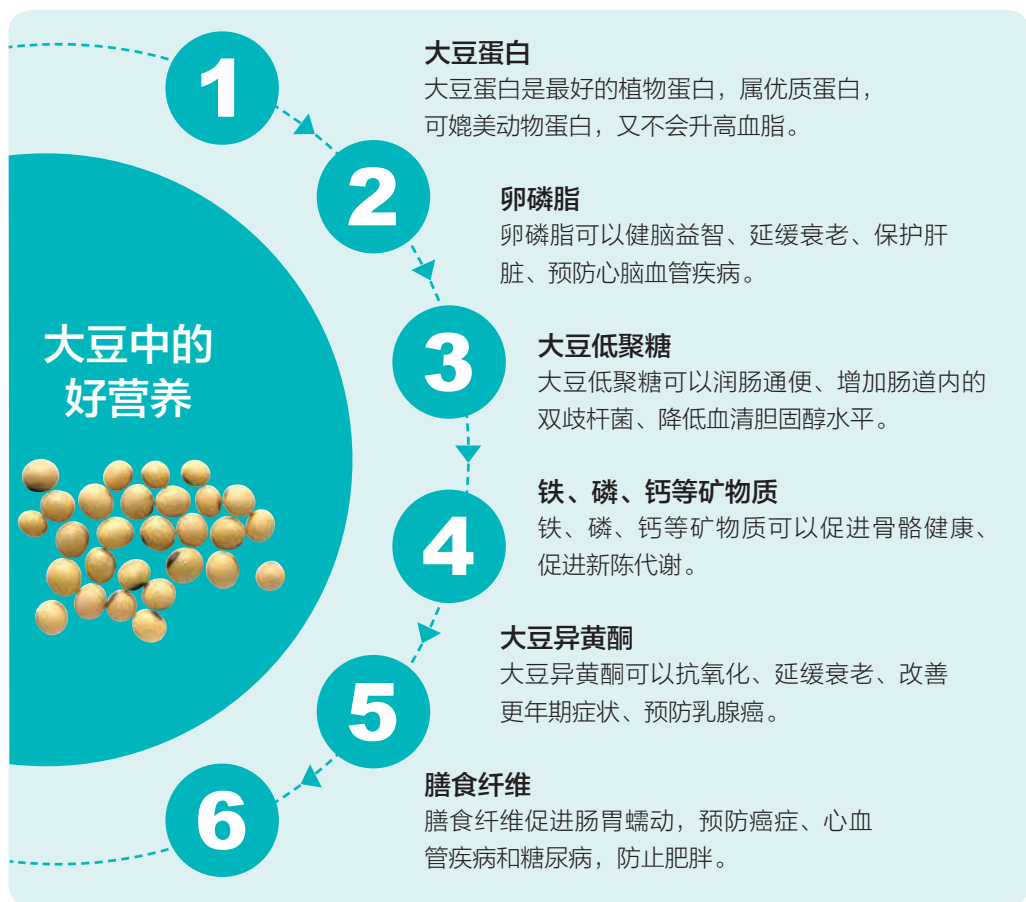 大豆中的
好营养
1
大豆蛋白
大豆蛋白是最好的植物蛋白，属优质蛋白，
可媲美动物蛋白，又不会升高血脂。
2
卵磷脂
卵磷脂可以健脑益智、延缓衰老、保护肝
脏、预防心脑血管疾病。
3
大豆低聚糖
大豆低聚糖可以润肠通便、增加肠道内的
双歧杆菌、降低血清胆固醇水平。
4
铁、磷、钙等矿物质
铁、磷、钙等矿物质可以促进骨骼健康、
促进新陈代谢。
5
大豆异黄酮
大豆异黄酮可以抗氧化、延缓衰老、改善
更年期症状、预防乳腺癌。
6
膳食纤维
膳食纤维促进肠胃蠕动，预防癌症、心血
管疾病和糖尿病，防止肥胖。